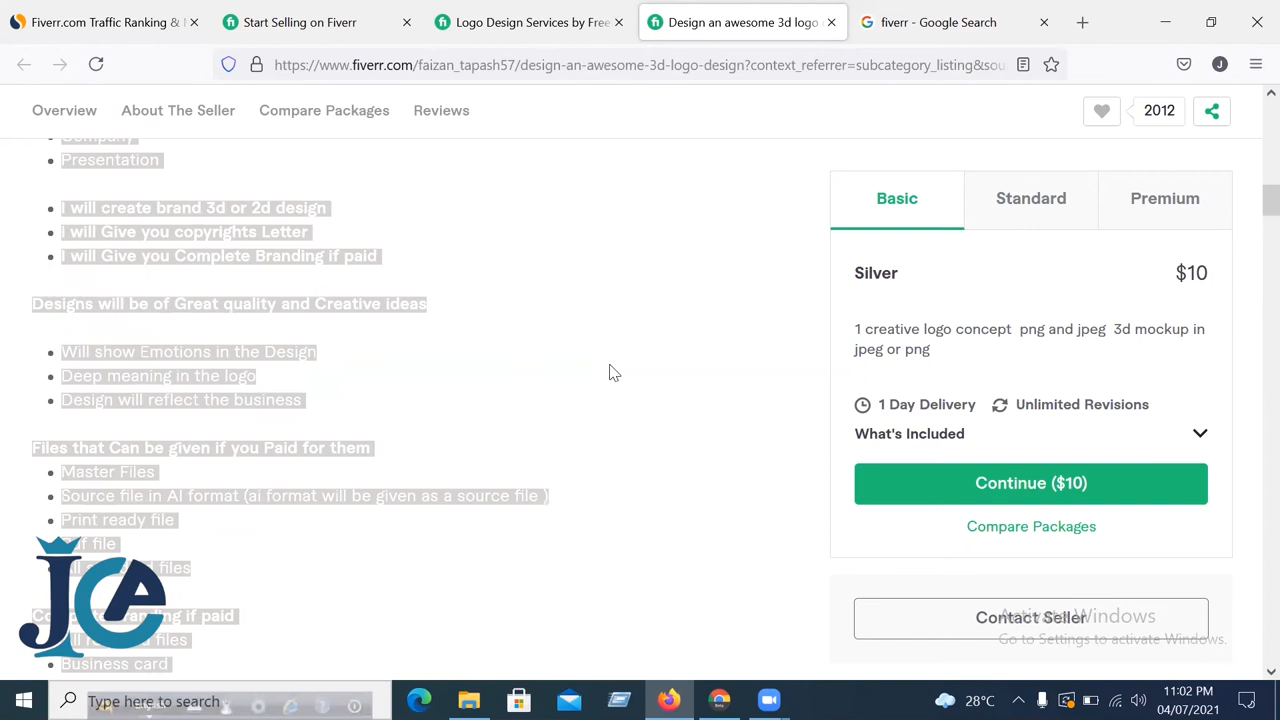 Fiverr.com Traffic Ranking &
Start Selling on Fiverr
Logo Design Services by Free
Design an awesome 3d logo
fiverr - Google Search
https://www.fiverr.com/faizan_tapash57/design-an-awesome-3d-logo-design?context_referrer=subcategory_listing&sou
Overview
About The Seller
Compare Packages
Reviews
2012
Company
Presentation
I will create brand 3d or 2d design
I will Give you copyrights Letter
I will Give you Complete Branding if paid
Designs will be of Great quality and Creative ideas
Will show Emotions in the Design
Deep meaning in the logo
Design will reflect the business
Files that Can be given if you Paid for them
Master Files
Source file in AI format (ai format will be given as a source file )
Print ready file
file
files
if paid
files
Business card
Basic
Standard
Premium
Silver
$10
1 creative logo concept png and jpeg 3d mockup in
jpeg or png
1 Day Delivery
Unlimited Revisions
What's Included
Continue ($10)
Compare Packages
Contact Seller
Activate Windows
Go to Settings to activate Windows.
JCA
Type here to search
28°C
11:02 PM
04/07/2021